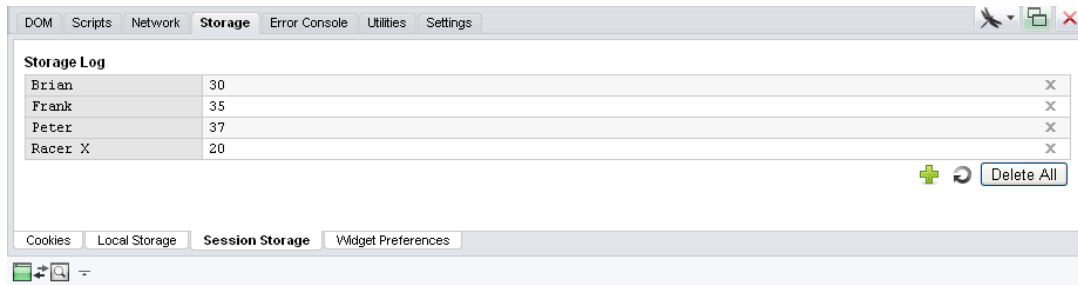 DOM Scripts Network Storage Error Console Utilities Settings
Storage Log
Brian 30 x
Frank 35 x
Peter 37 x
Racer X 20 x
Delete All
Cookies Local Storage Session Storage Widget Preferences